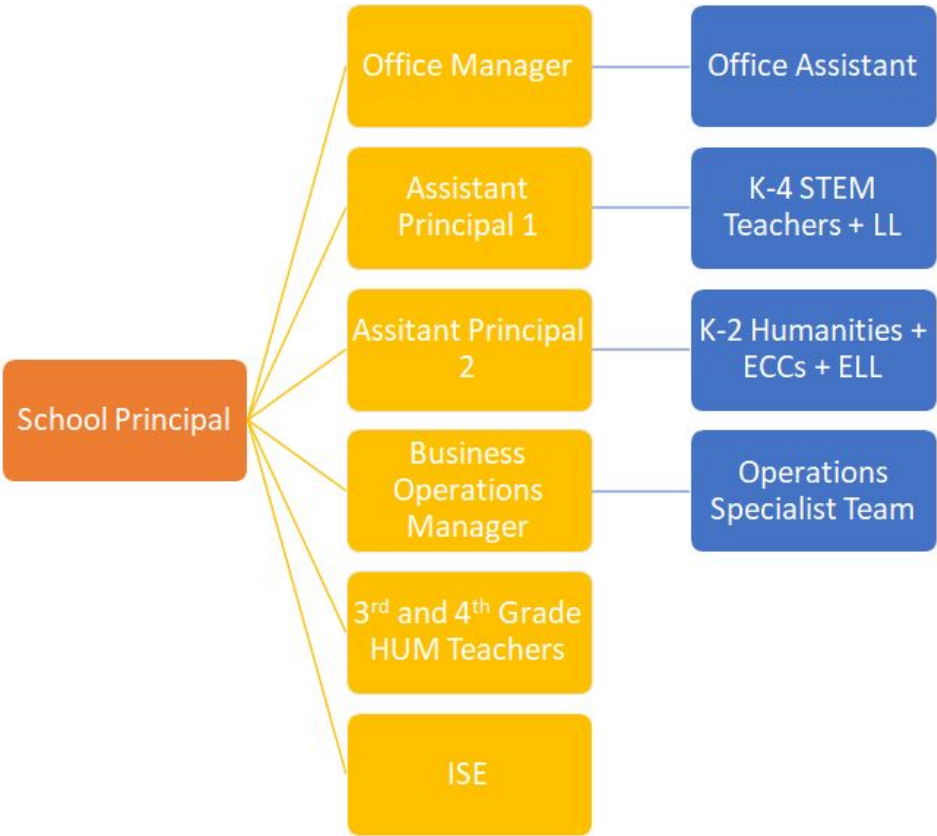 Office Manager
Office Assistant
Assistant
Principal 1
K-4 STEM
Teachers + LL
Assitant Principal
2
K-2 Humanities +
ECCs + ELL
School Principal
Business
Operations
Manager
Operations
Specialist Team
3rd and 4th Grade
HUM Teachers
ISE